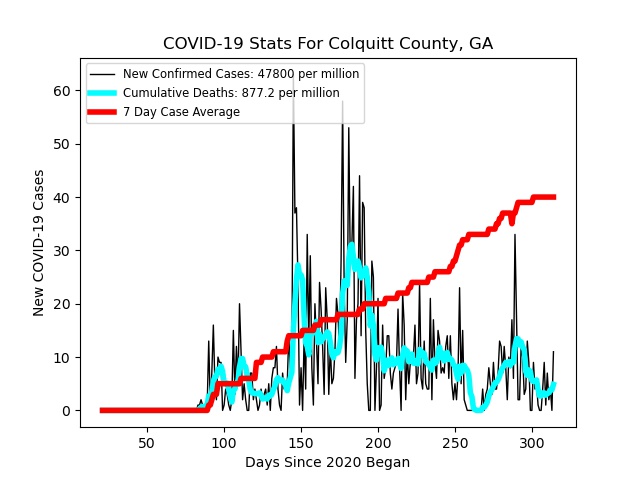 COVID-19 Stats For Colquitt County, GA
New Confirmed Cases: 47800 per million
Cumulative Deaths: 877.2 per million
7 Day Case Average
60
50
40
30
20
10
0
New COVID-19 Cases
50 100 150 200 250 300
Days Since 2020 Began